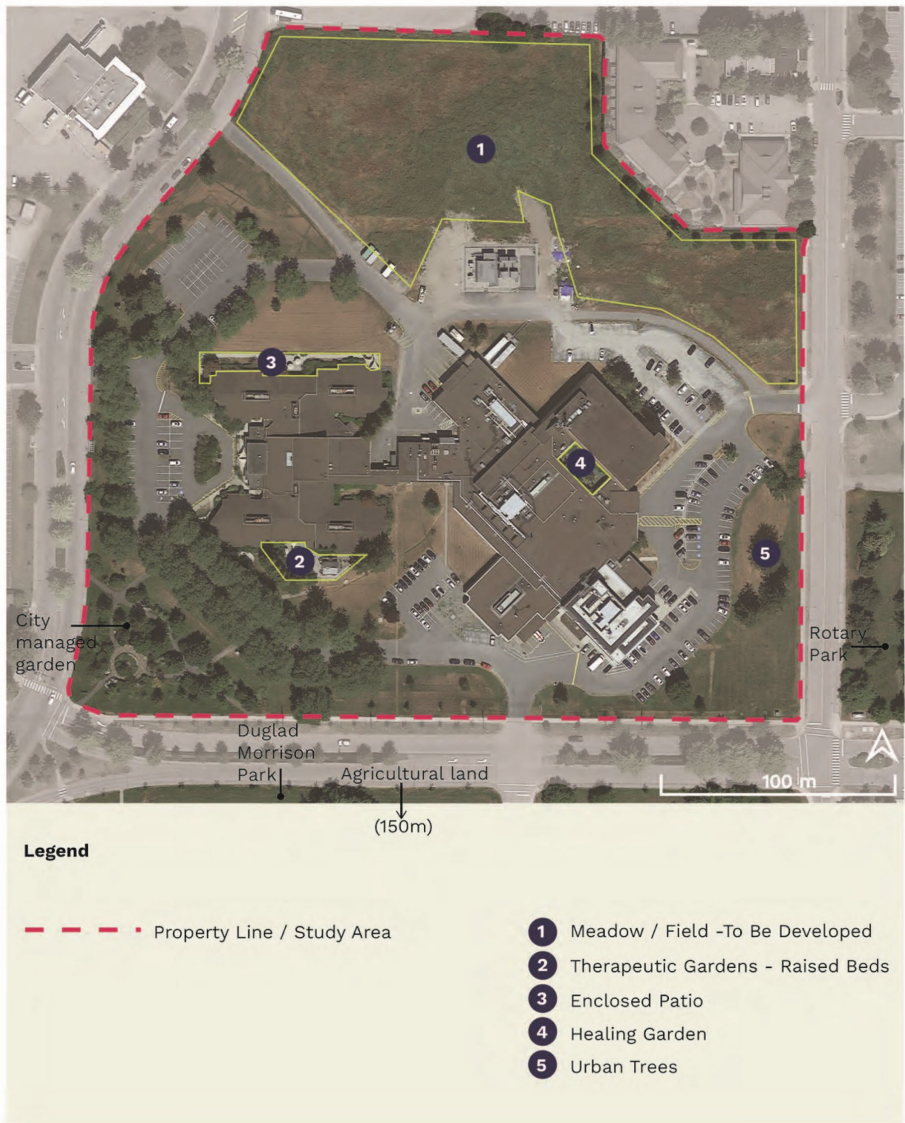 1
3
4
2
5
City
managed
garden
Rotary
Park
Duglad
Morrison
Park
Agricultural land
(150m)
100 m
Legend
Property Line / Study Area
1 Meadow / Field -To Be Developed
2 Therapeutic Gardens - Raised Beds
3 Enclosed Patio
4 Healing Garden
5 Urban Trees